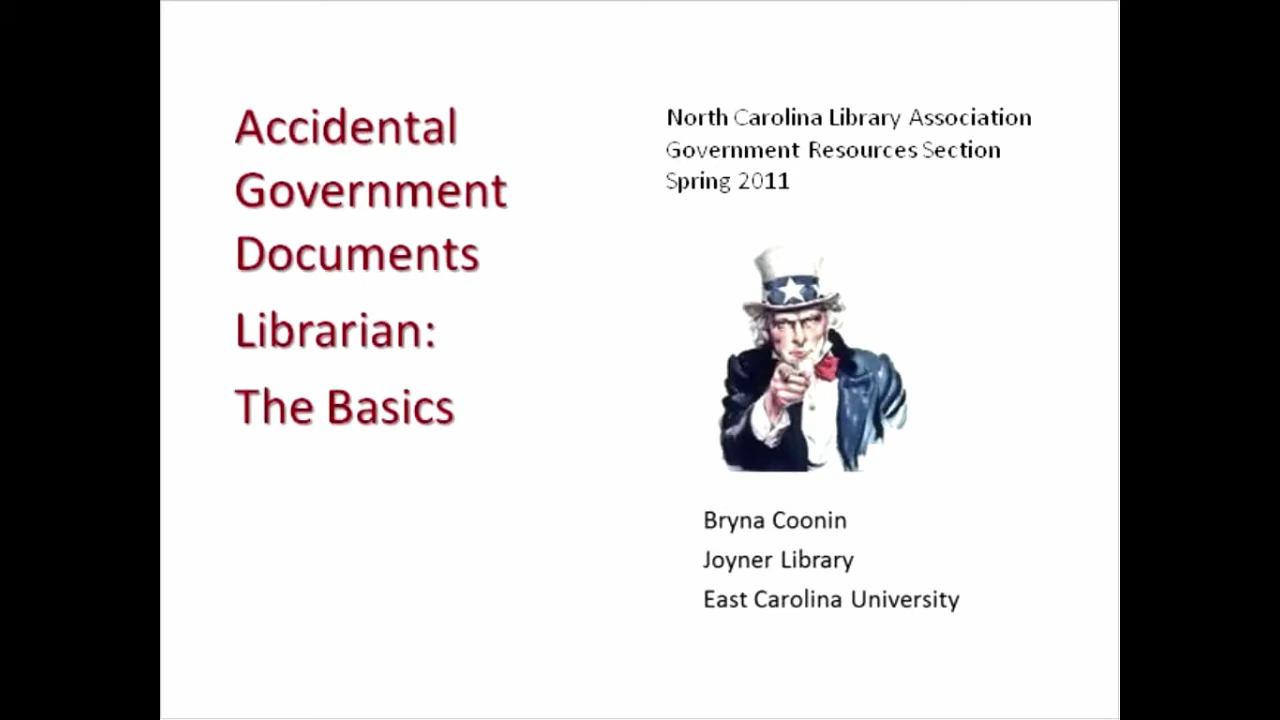 Accidental
Government
Documents
Librarian:
The Basics
North Carolina Library Association
Government Resources Section
Spring 2011
Bryna Coonin
Joyner Library
East Carolina University